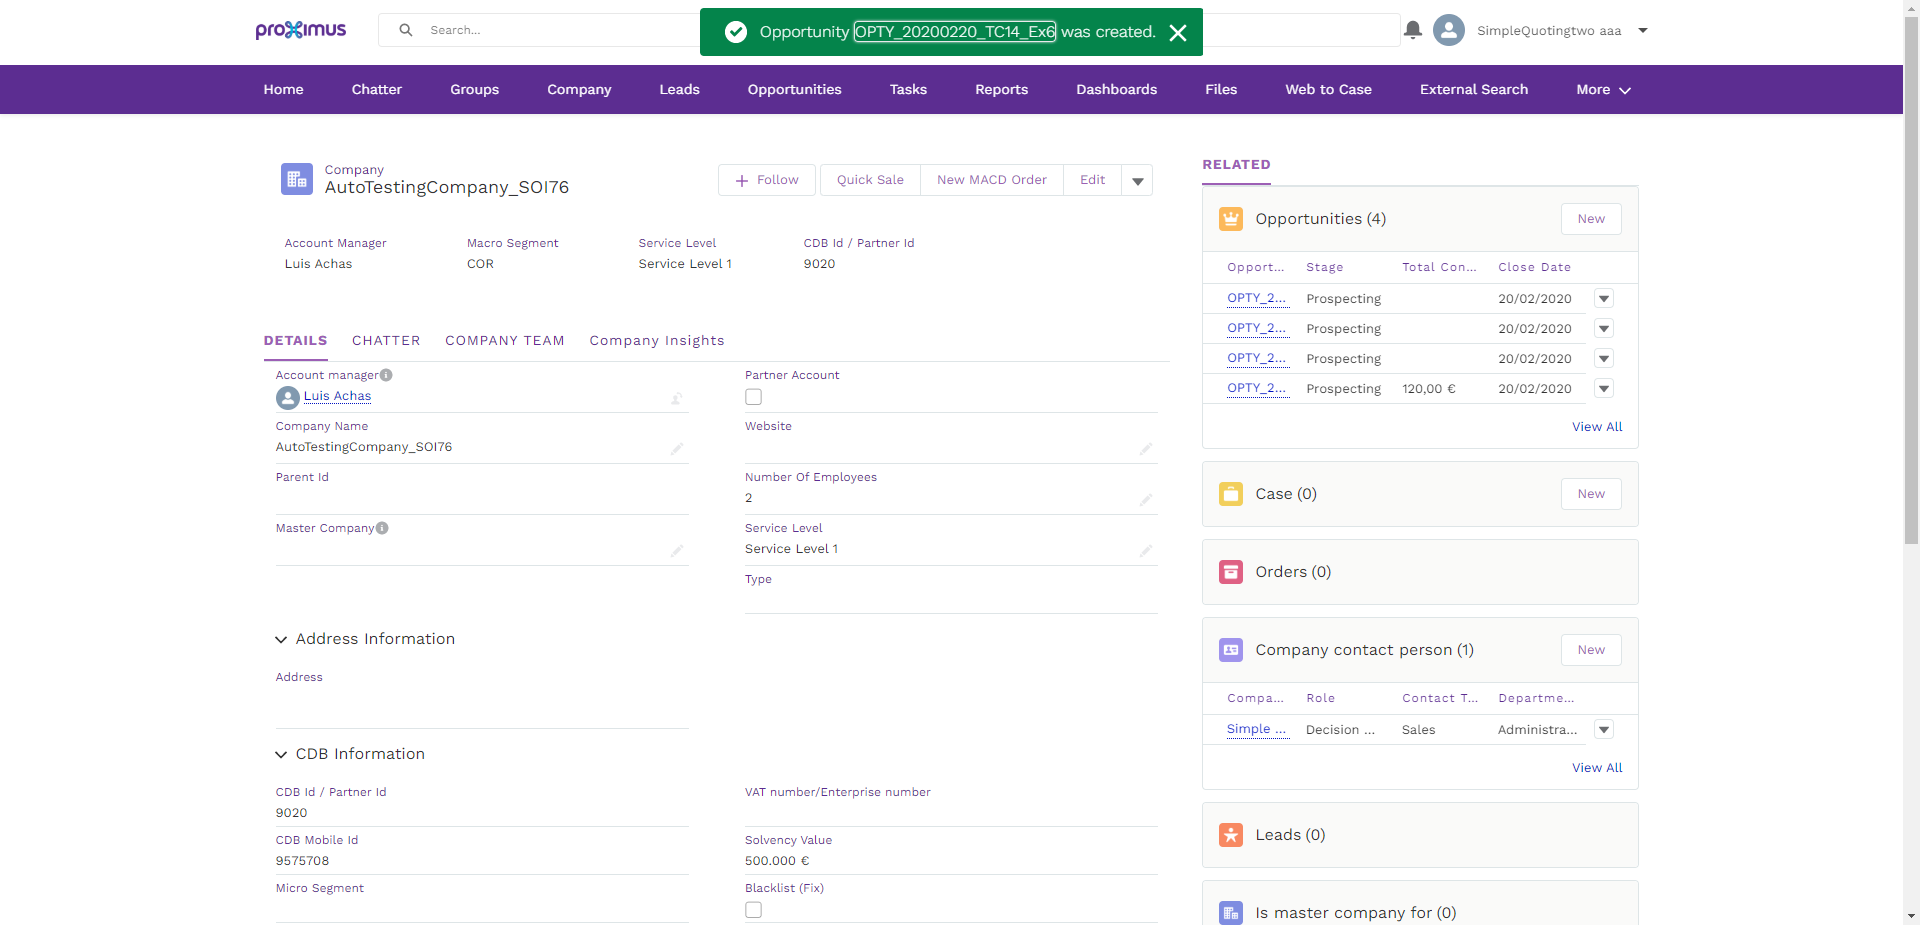 proximus
Search...
Opportunity OPTY_20200220_TC14_Ex6 was created.
SimpleQuotingtwo aaa
Home Chatter Groups Company Leads Opportunities Tasks Reports Dashboards Files Web to Case External Search More
Company
AutoTestingCompany_SOI76
Follow Quick Sale New MACD Order Edit
Account Manager Macro Segment Service Level CDB Id / Partner Id
Luis Achas COR Service Level 1 9020
DETAILS CHATTER COMPANY TEAM Company Insights
Account manager
Luis Achas
Partner Account
Company Name
AutoTestingCompany_SOI76
Website
Parent Id
Number Of Employees
2
Master Company
Service Level
Service Level 1
Type
Address Information
Address
CDB Information
CDB Id / Partner Id
9020
VAT number/Enterprise number
CDB Mobile Id
9575708
Solvency Value
500.000 €
Micro Segment
Blacklist (Fix)
RELATED
Opportunities (4) New
Opport... Stage Total Con... Close Date
OPTY_2... Prospecting 20/02/2020
OPTY_2... Prospecting 20/02/2020
OPTY_2... Prospecting 20/02/2020
OPTY_2... Prospecting 120,00 € 20/02/2020
View All
Case (0) New
Orders (0)
Company contact person (1) New
Compa... Role Contact T... Departme...
Simple ... Decision ... Sales Administra...
View All
Leads (0)
Is master company for (0)